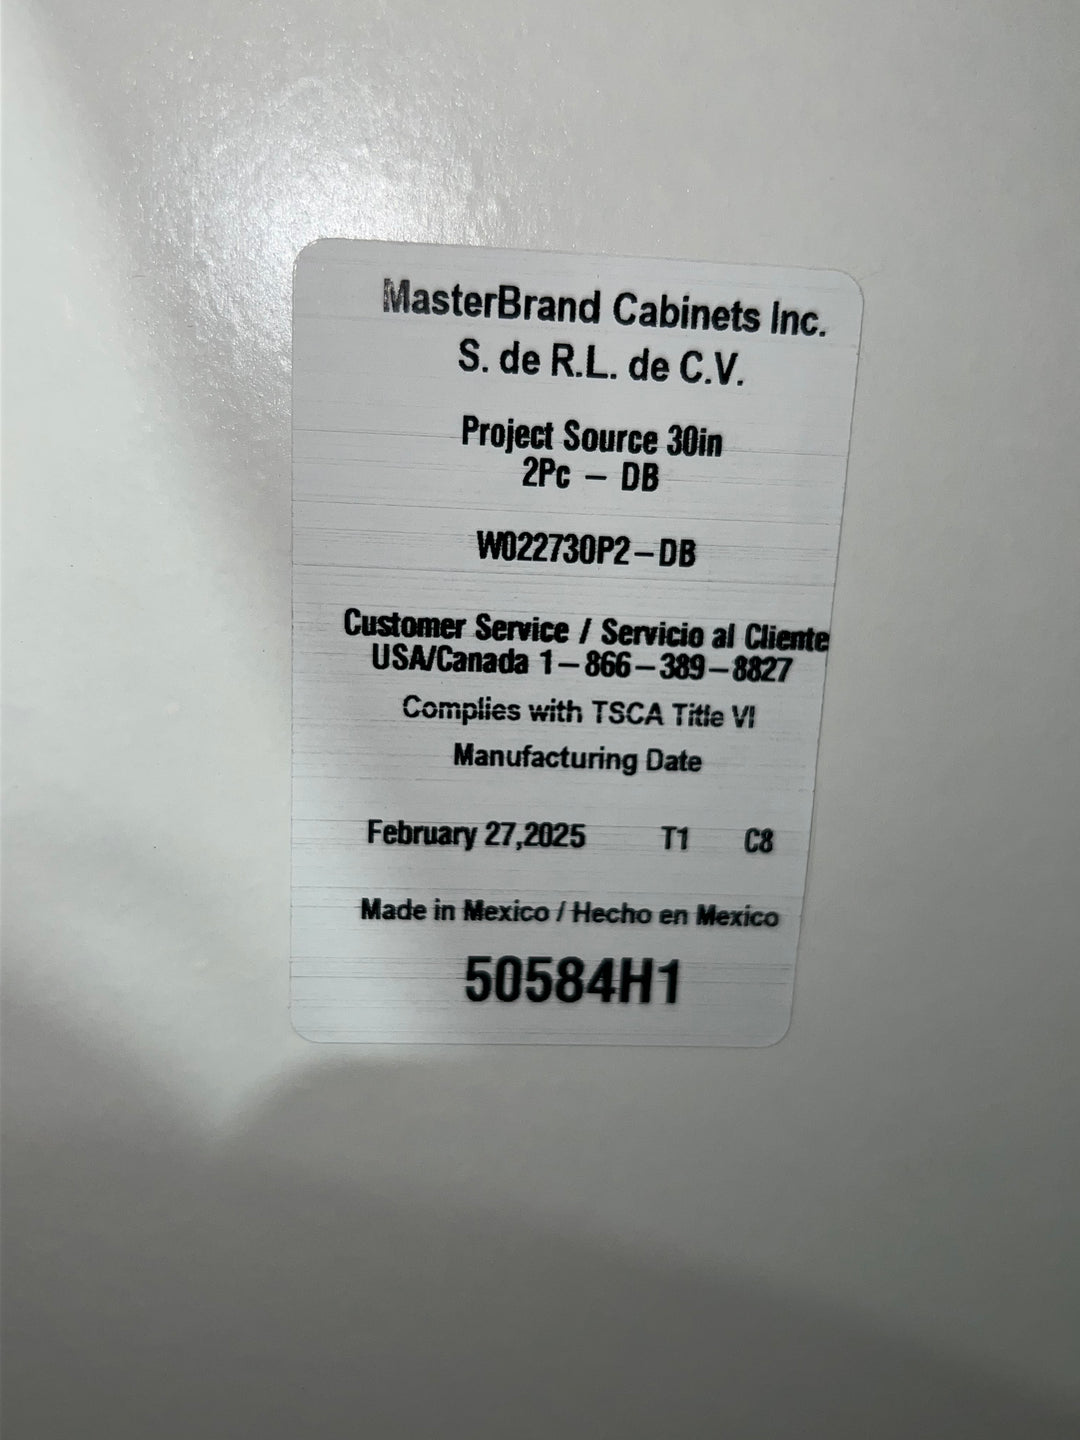 MasterBrand Cabinets Inc.
S. de R.L. de C.V.
Project Source 30in
2Pc – DB
W022730P2–DB
Customer Service / Servicio al Cliente
USA/Canada 1–866–389–8827
Complies with TSCA Title VI
Manufacturing Date
February 27,2025 T1 C8
Made in Mexico / Hecho en Mexico
50584H1